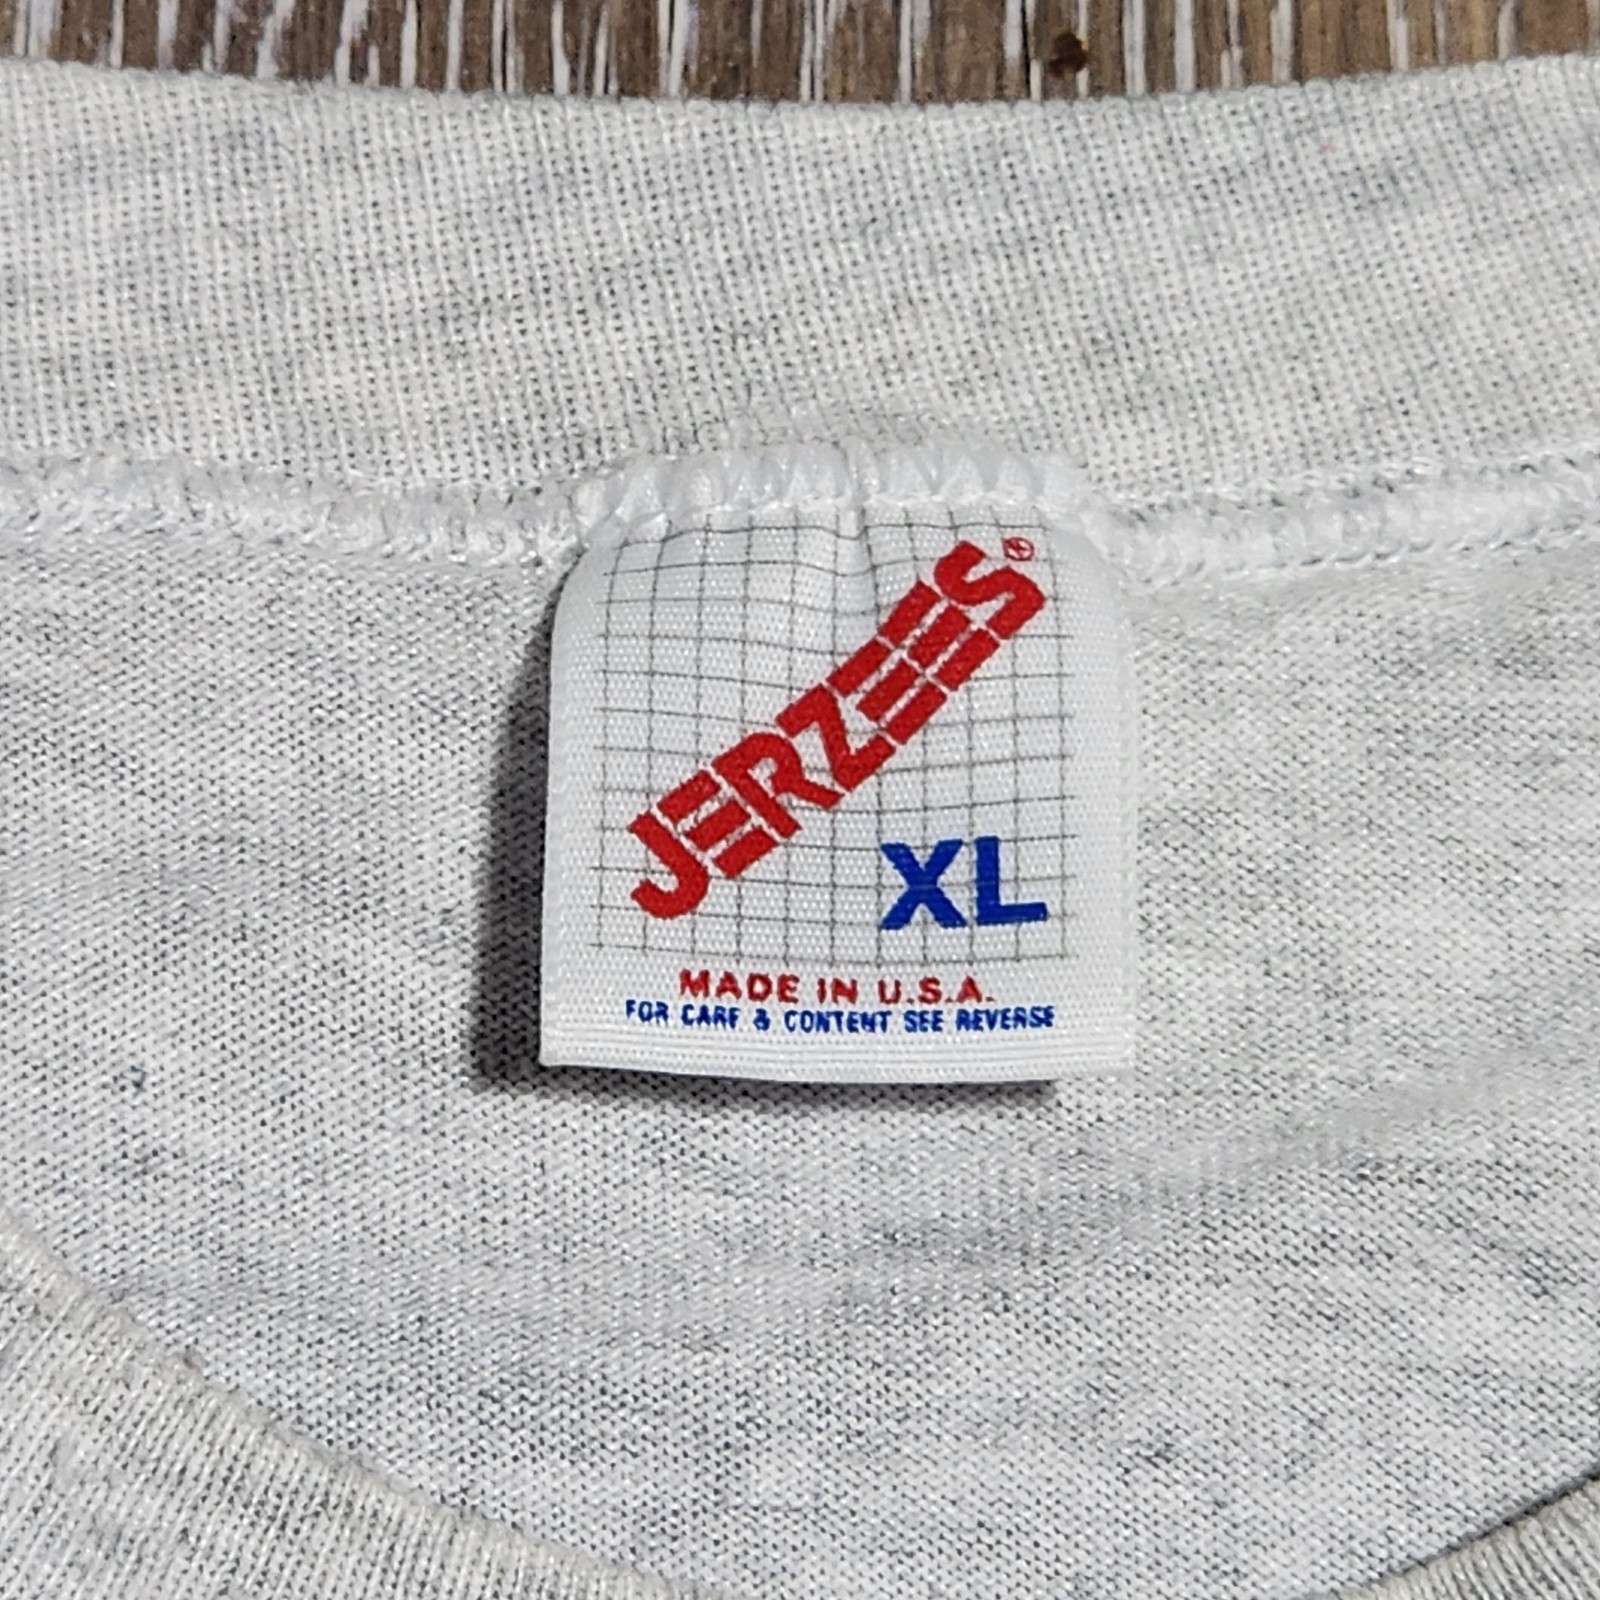 JERZEES®
XL
MADE IN U.S.A.
FOR CARE & CONTENT SEE REVERSE